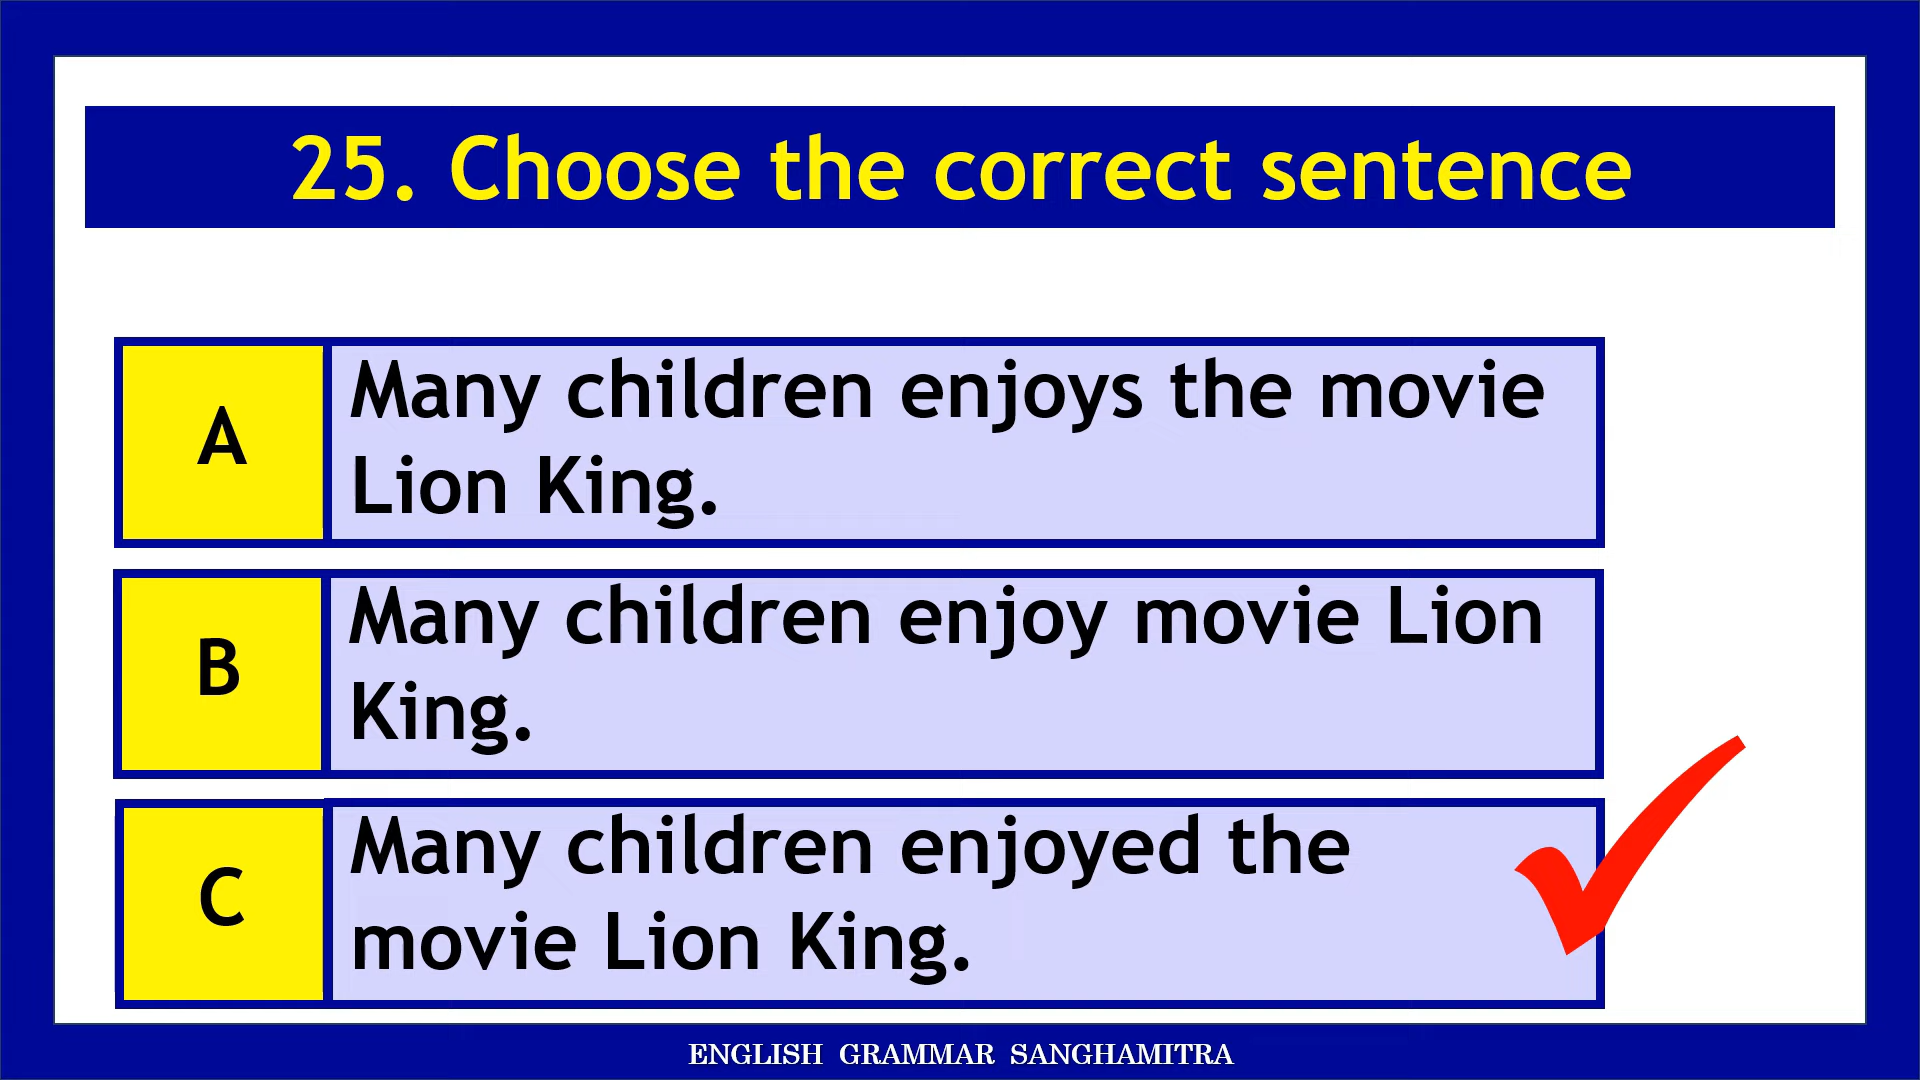 25. Choose the correct sentence
A
Many children enjoys the movie
Lion King.
B
Many children enjoy movie Lion
King.
C
Many children enjoyed the
movie Lion King.
ENGLISH GRAMMAR SANGHAMITRA